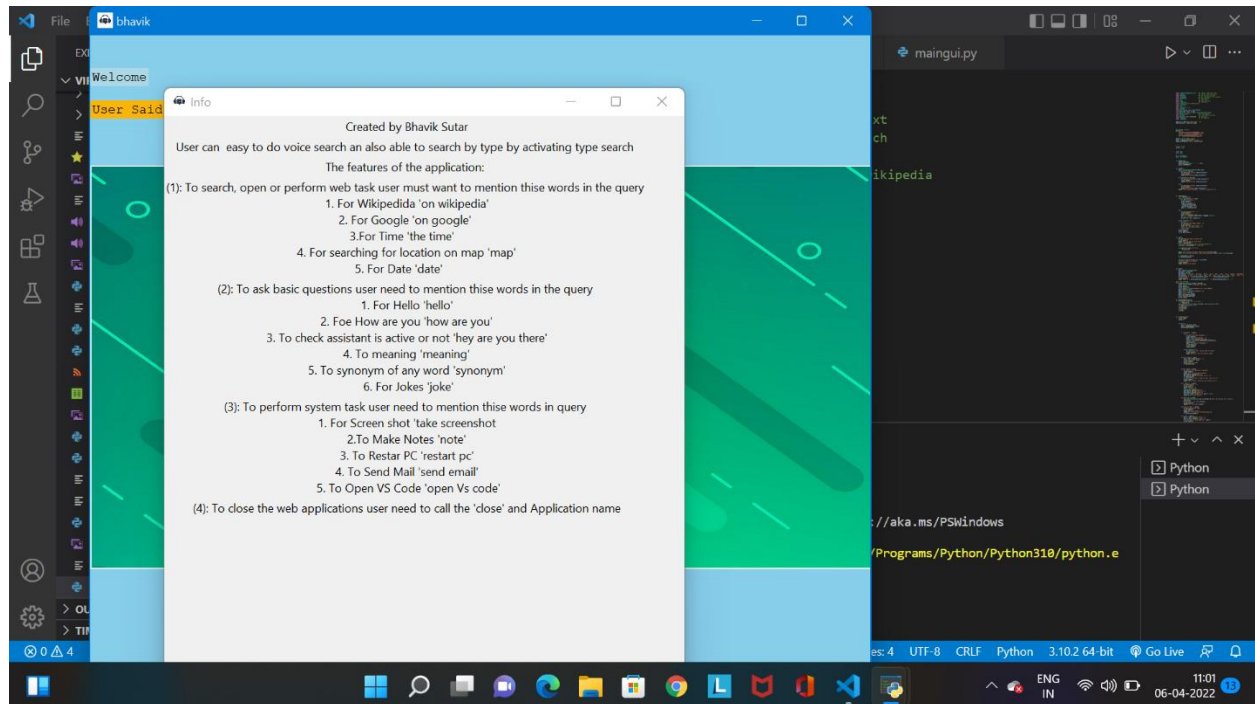 File
bhavik
maingui.py
Welcome
User Said
Info
Created by Bhavik Sutar
User can easy to do voice search an also able to search by type by activating type search
The features of the application:
(1): To search, open or perform web task user must want to mention thise words in the query
1. For Wikipedida 'on wikipedia'
2. For Google 'on google'
3.For Time 'the time'
4. For searching for location on map 'map'
5. For Date 'date'
(2): To ask basic questions user need to mention thise words in the query
1. For Hello 'hello'
2. Foe How are you 'how are you'
3. To check assistant is active or not 'hey are you there'
4. To meaning 'meaning'
5. To synonym of any word 'synonym'
6. For Jokes 'joke'
(3): To perform system task user need to mention thise words in query
1. For Screen shot 'take screenshot
2.To Make Notes 'note'
3. To Restar PC 'restart pc'
4. To Send Mail 'send email'
5. To Open VS Code 'open Vs code'
(4): To close the web applications user need to call the 'close' and Application name
xt
ch
ikipedia
Python
Python
://aka.ms/PSWindows
/Programs/Python/Python310/python.e
OU
TIM
0 4
es: 4 UTF-8 CRLF Python 3.10.2 64-bit Go Live
L
ENG
IN
11:01
06-04-2022
13